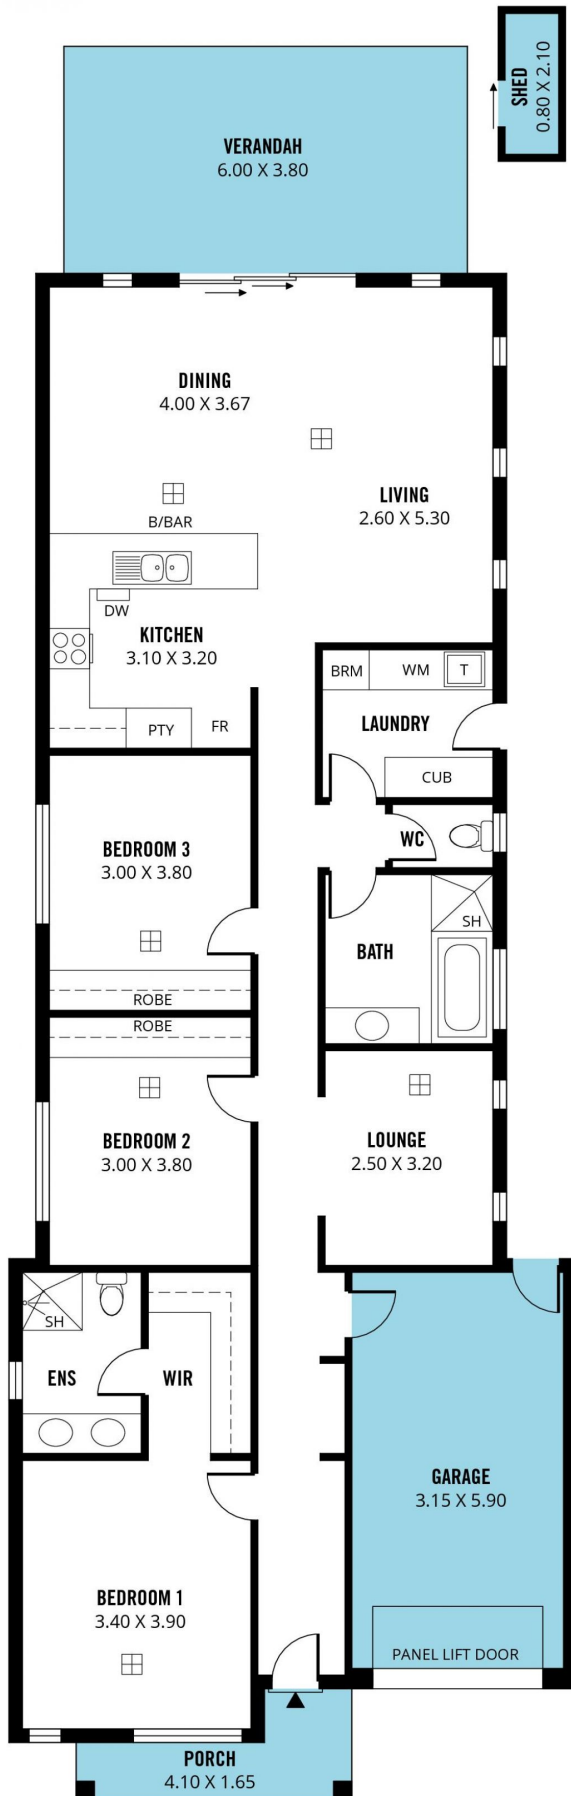 SHED
0.80 X 2.10
VERANDAH
6.00 X 3.80
DINING
4.00 X 3.67
LIVING
2.60 X 5.30
B/BAR
DW
KITCHEN
3.10 X 3.20
PTY
FR
BRM
WM
T
LAUNDRY
CUB
WC
BEDROOM 3
3.00 X 3.80
ROBE
SH
BATH
ROBE
BEDROOM 2
3.00 X 3.80
LOUNGE
2.50 X 3.20
SH
ENS
WIR
GARAGE
3.15 X 5.90
BEDROOM 1
3.40 X 3.90
PANEL LIFT DOOR
PORCH
4.10 X 1.65